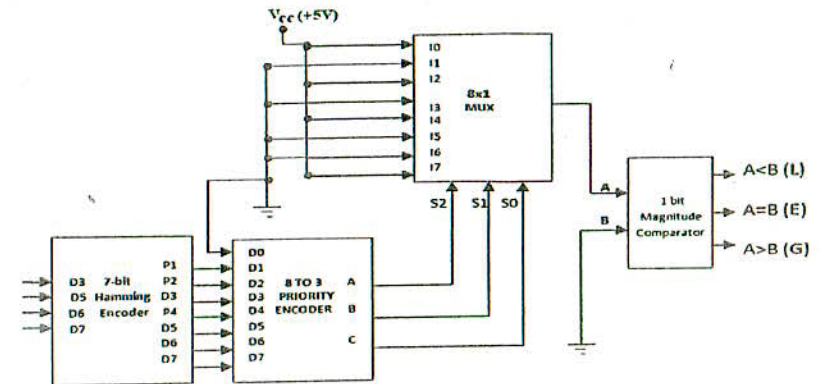 Vcc (+5V)
I0
I1
I2
I3
I4
I5
I6
I7
8x1
MUX
S2
S1
S0
A
B
1 bit
Magnitude
Comparator
A<B (L)
A=B (E)
A>B (G)
D3
D5
D6
D7
7-bit
Hamming
Encoder
P1
P2
D3
P4
D5
D6
D7
D0
D1
D2
D3
D4
D5
D6
D7
8 TO 3
PRIORITY
ENCODER
A
B
C